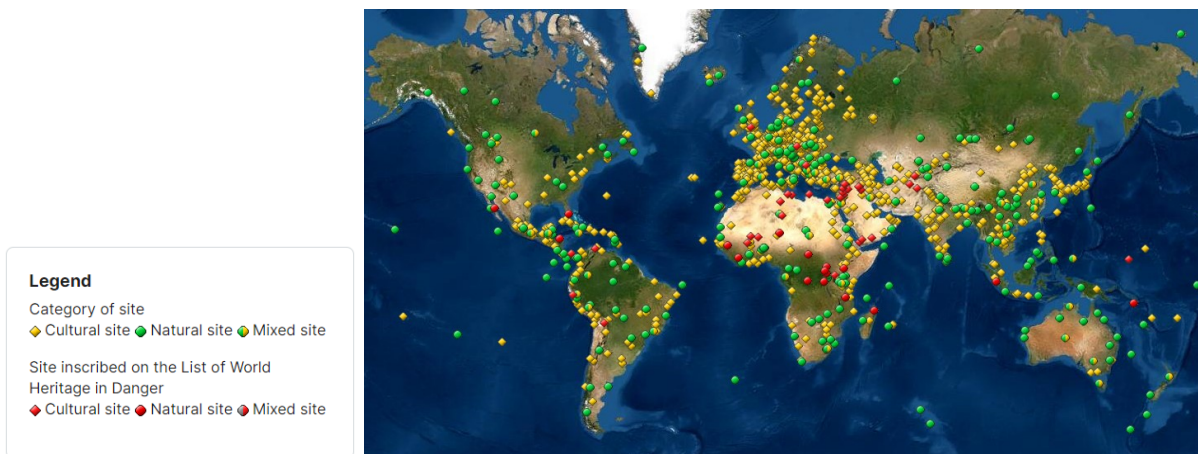 Legend
Category of site
Cultural site Natural site Mixed site
Site inscribed on the List of World
Heritage in Danger
Cultural site Natural site Mixed site